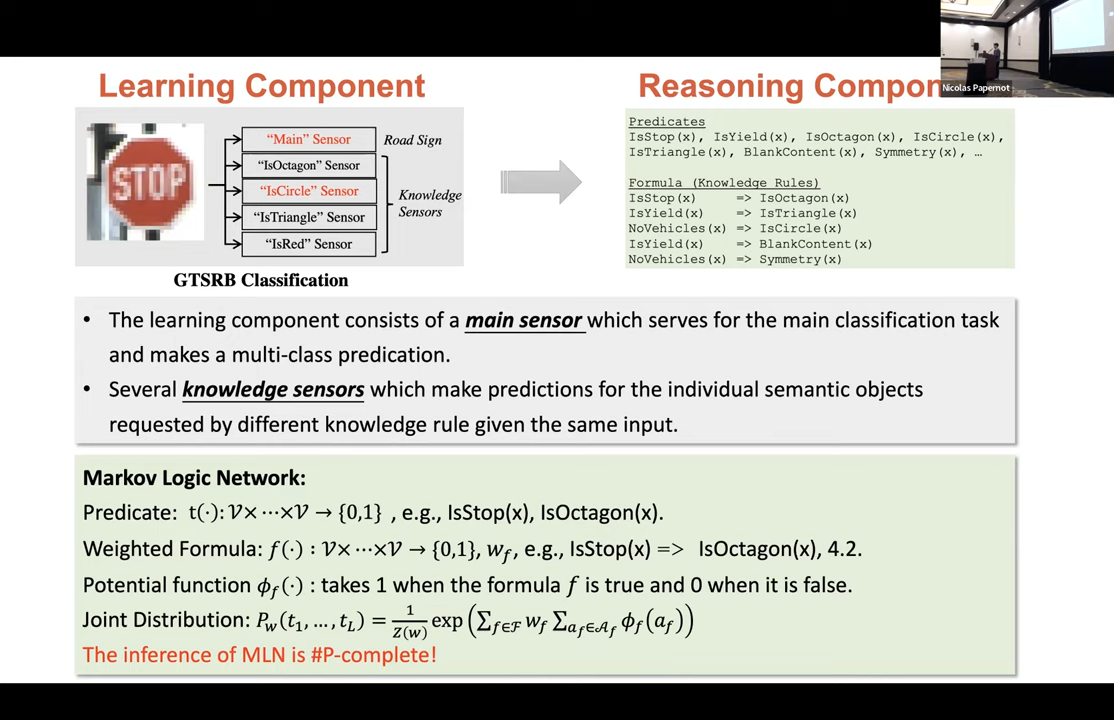 Nicolas Papernot
Learning Component
Reasoning Compon
STOP
"Main" Sensor
Road Sign
"IsOctagon" Sensor
"IsCircle" Sensor
"IsTriangle" Sensor
"IsRed" Sensor
Knowledge
Sensors
GTSRB Classification
Predicates
IsStop(x), IsYield(x), IsOctagon(x), IsCircle(x),
IsTriangle(x), BlankContent(x), Symmetry(x), …
Formula (Knowledge Rules)
IsStop(x) => IsOctagon(x)
IsYield(x) => IsTriangle(x)
NoVehicles(x) => IsCircle(x)
IsYield(x) => BlankContent(x)
NoVehicles(x) => Symmetry(x)
• The learning component consists of a main sensor which serves for the main classification task
and makes a multi-class predication.
• Several knowledge sensors which make predictions for the individual semantic objects
requested by different knowledge rule given the same input.
Markov Logic Network:
Predicate: t(·): 𝒱× ⋯×𝒱 → {0,1} , e.g., IsStop(x), IsOctagon(x).
Weighted Formula: f(·) : 𝒱× ⋯×𝒱 → {0,1}, w_f, e.g., IsStop(x) => IsOctagon(x), 4.2.
Potential function ϕ_f(·) : takes 1 when the formula f is true and 0 when it is false.
Joint Distribution: P_w(t_1, … , t_L) = 1/Z(w) exp(∑_{f∈ℱ} w_f ∑_{a_f∈𝒜_f} ϕ_f(a_f))
The inference of MLN is #P-complete!